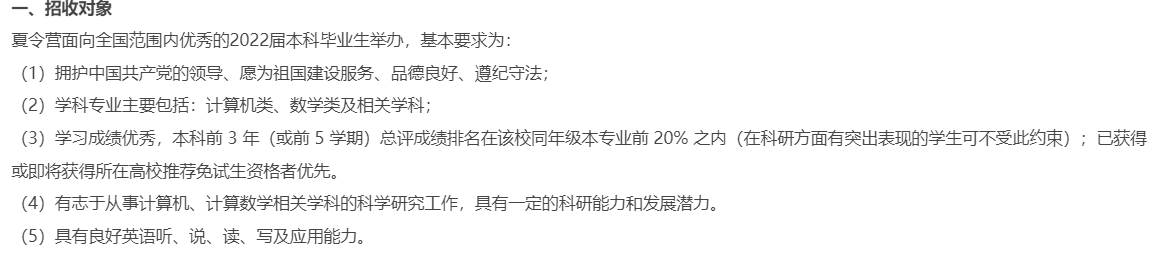 一、招收对象
夏令营面向全国范围内优秀的2022届本科毕业生举办，基本要求为：
（1）拥护中国共产党的领导、愿为祖国建设服务、品德良好、遵纪守法；
（2）学科专业主要包括：计算机类、数学类及相关学科；
（3）学习成绩优秀，本科前 3 年（或前 5 学期）总评成绩排名在该校同年级本专业前 20% 之内（在科研方面有突出表现的学生可不受此约束）；已获得
或即将获得所在高校推荐免试生资格者优先。
（4）有志于从事计算机、计算数学相关学科的科学研究工作，具有一定的科研能力和发展潜力。
（5）具有良好英语听、说、读、写及应用能力。